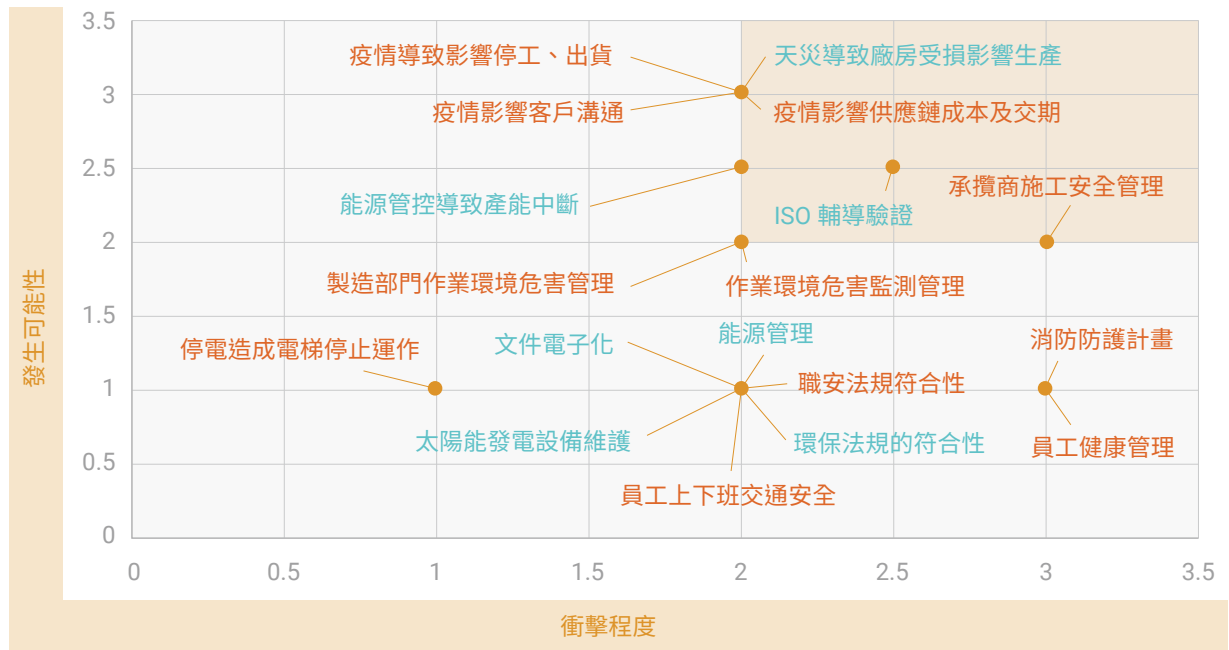 發生可能性
3.5
3
2.5
2
1.5
1
0.5
0
疫情導致影響停工、出貨
天災導致廠房受損影響生產
疫情影響客戶溝通
疫情影響供應鏈成本及交期
能源管控導致產能中斷
ISO 輔導驗證
承攬商施工安全管理
製造部門作業環境危害管理
作業環境危害監測管理
停電造成電梯停止運作
文件電子化
能源管理
消防防護計畫
職安法規符合性
太陽能發電設備維護
環保法規的符合性
員工健康管理
員工上下班交通安全
0
0.5
1
1.5
2
2.5
3
3.5
衝擊程度